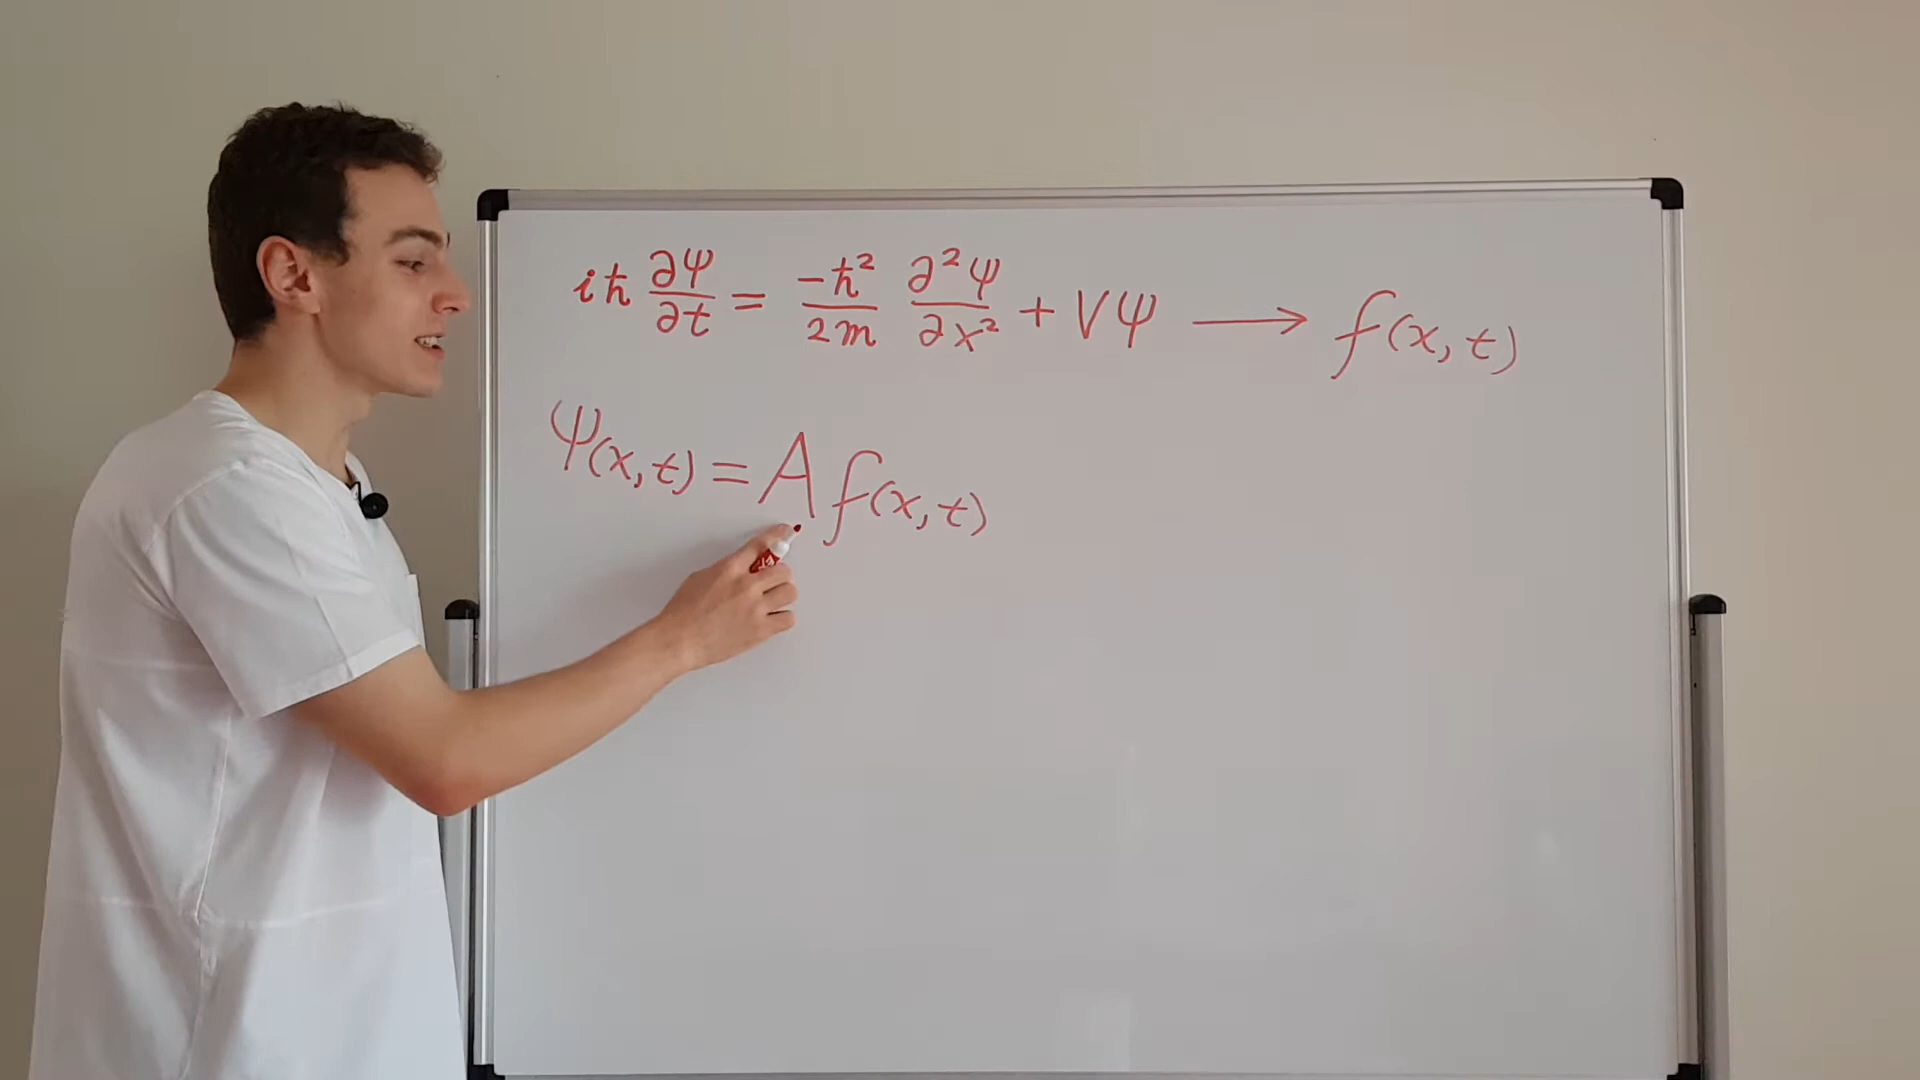 iħ ∂Ψ/∂t = -ħ²/2m ∂²Ψ/∂x² + VΨ ⟶ f(x,t)
Ψ(x,t) = A f(x,t)